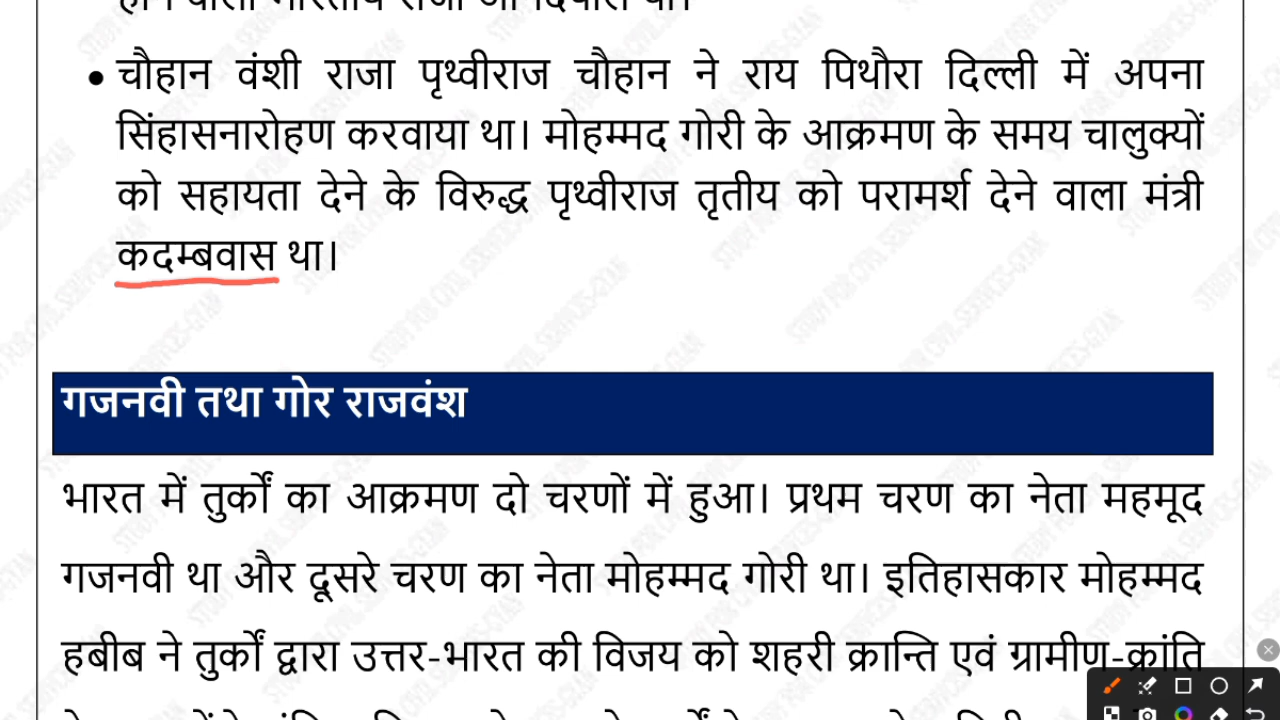 चौहान वंशी राजा पृथ्वीराज चौहान ने राय पिथौरा दिल्ली में अपना
सिंहासनारोहण करवाया था। मोहम्मद गोरी के आक्रमण के समय चालुक्यों
को सहायता देने के विरुद्ध पृथ्वीराज तृतीय को परामर्श देने वाला मंत्री
कदम्बवास था।
गजनवी तथा गोर राजवंश
भारत में तुर्कों का आक्रमण दो चरणों में हुआ। प्रथम चरण का नेता महमूद
गजनवी था और दूसरे चरण का नेता मोहम्मद गोरी था। इतिहासकार मोहम्मद
हबीब ने तुर्कों द्वारा उत्तर-भारत की विजय को शहरी क्रान्ति एवं ग्रामीण-क्रांति